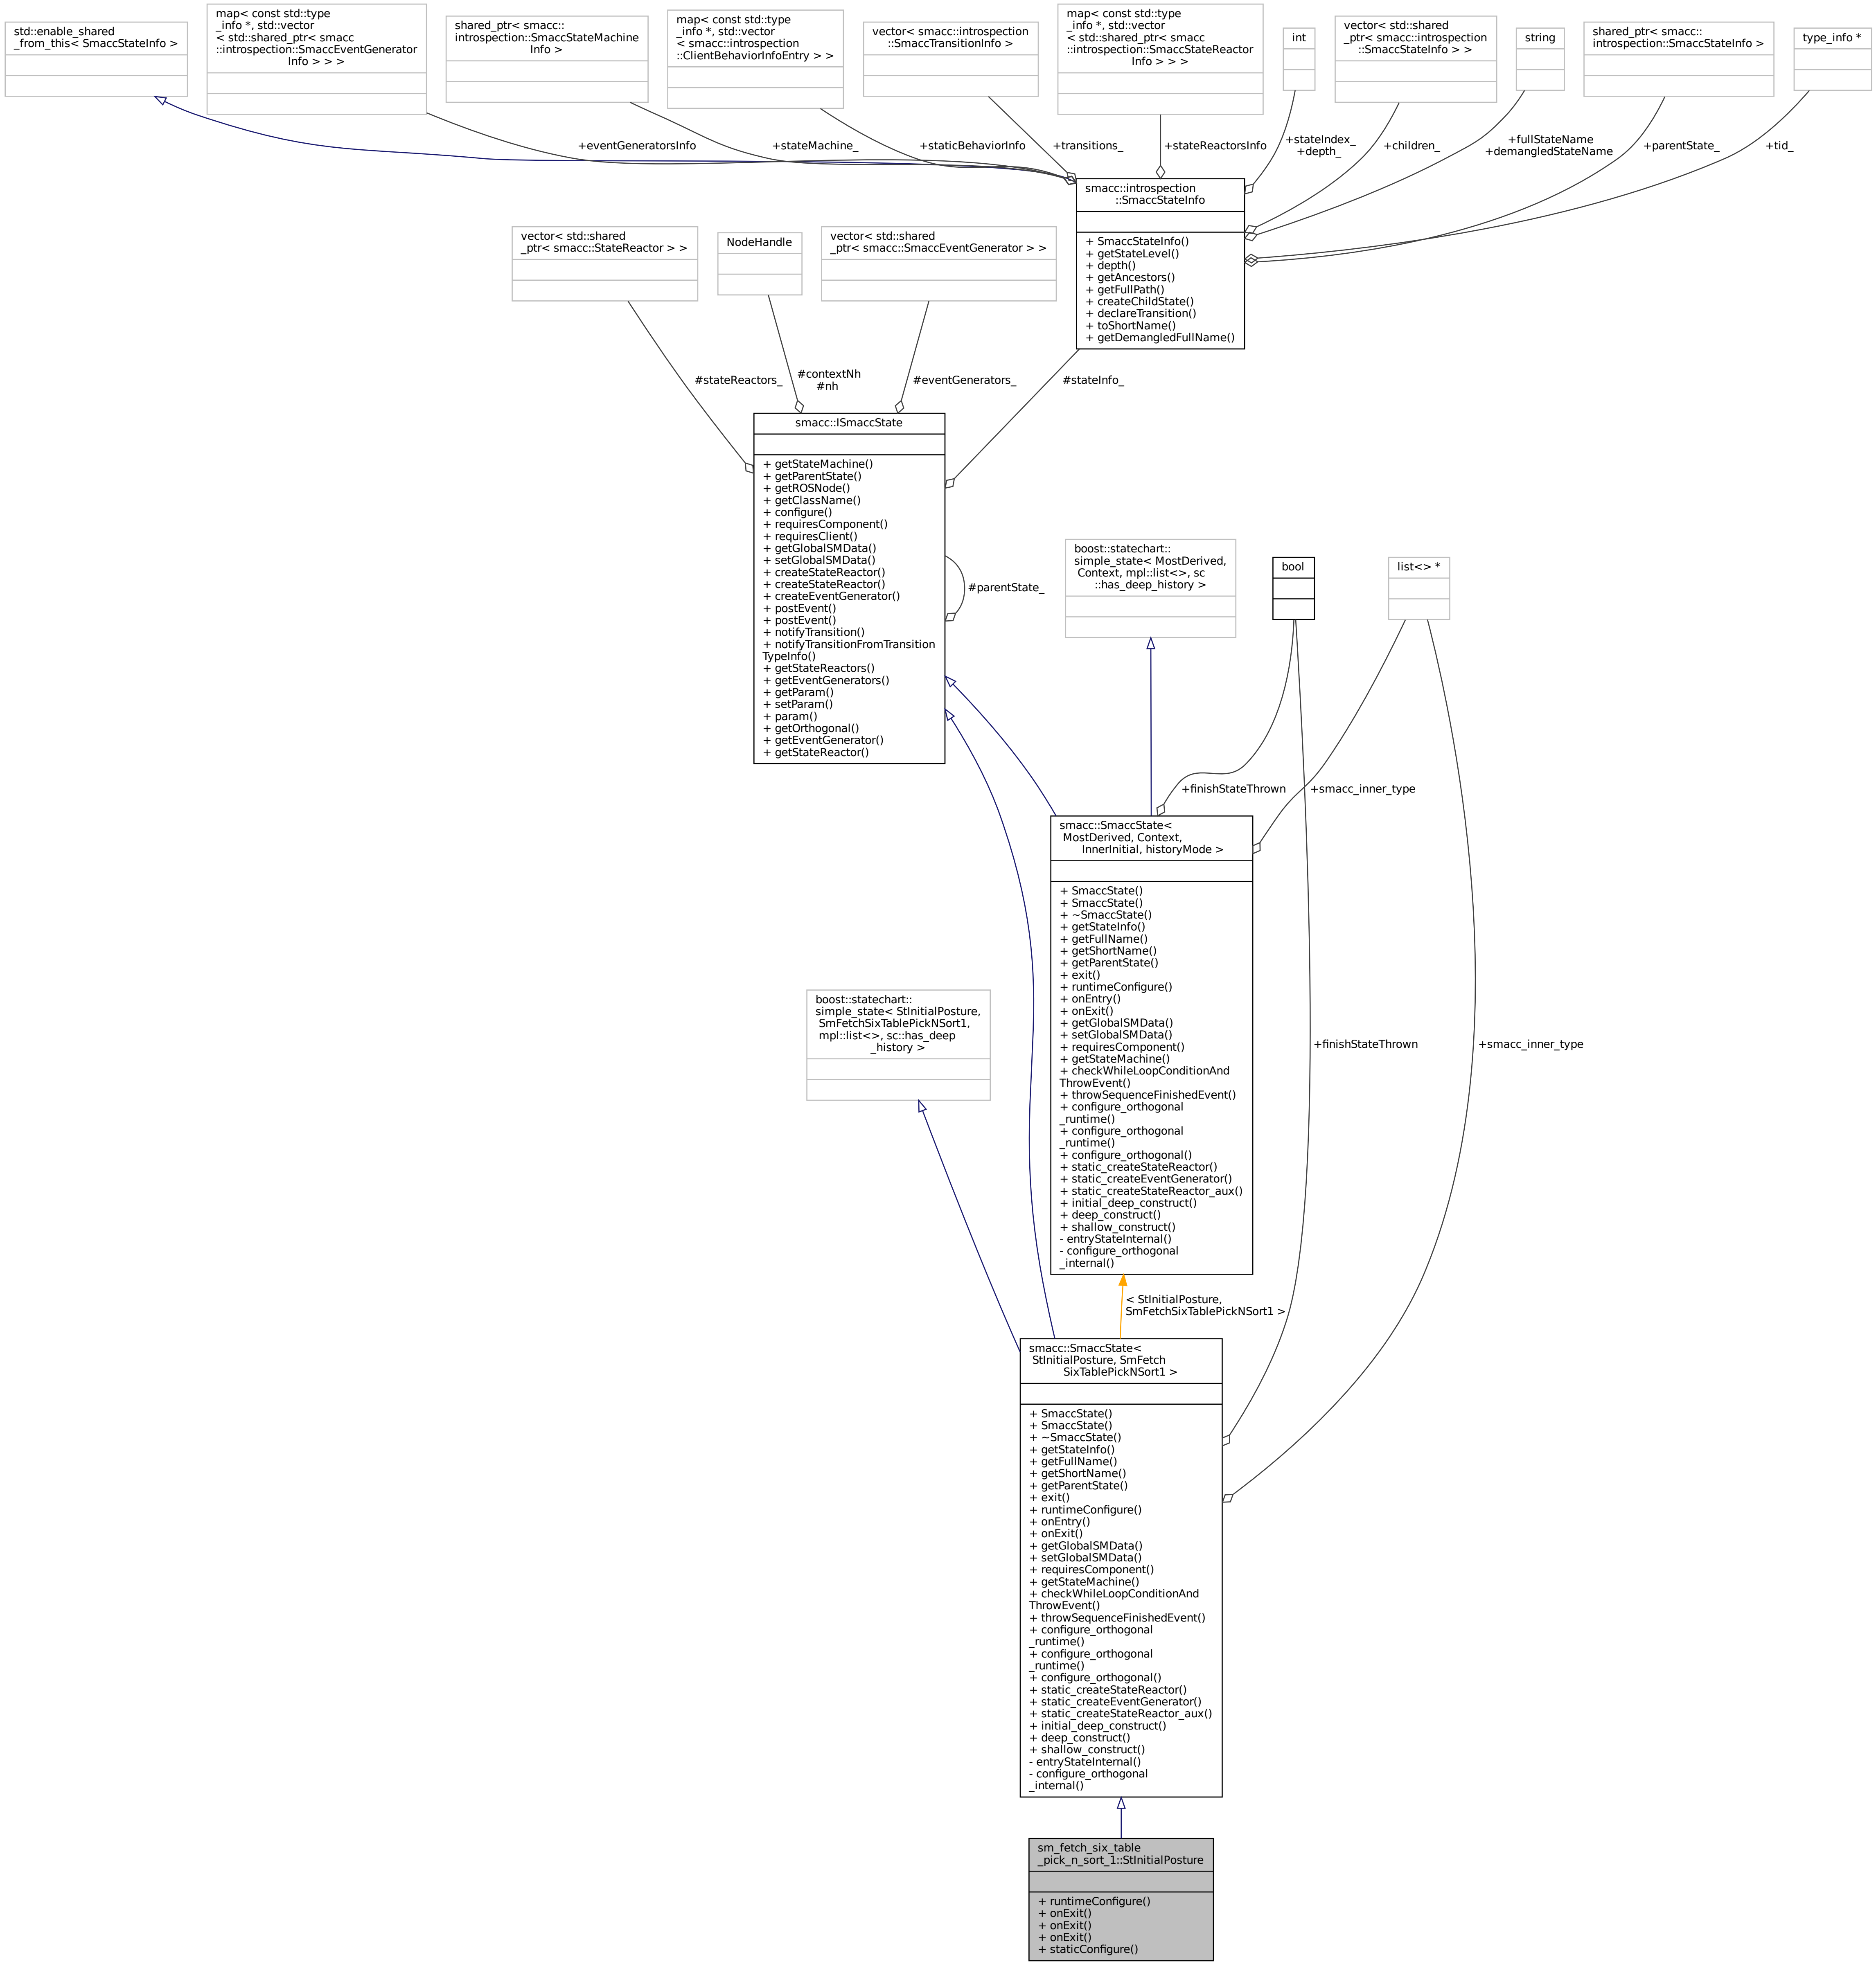 std::enable_shared
_from_this< SmaccStateInfo >
map< const std::type
_info *, std::vector
< std::shared_ptr< smacc
::introspection::SmaccEventGenerator
Info > > >
shared_ptr< smacc::
introspection::SmaccStateMachine
Info >
map< const std::type
_info *, std::vector
< smacc::introspection
::ClientBehaviorInfoEntry > >
vector< smacc::introspection
::SmaccTransitionInfo >
map< const std::type
_info *, std::vector
< std::shared_ptr< smacc
::introspection::SmaccStateReactor
Info > > >
int
vector< std::shared
_ptr< smacc::introspection
::SmaccStateInfo > >
string
shared_ptr< smacc::
introspection::SmaccStateInfo >
type_info *
+eventGeneratorsInfo
+stateMachine_
+staticBehaviorInfo
+transitions_
+stateReactorsInfo
+stateIndex_
+depth_
+children_
+fullStateName
+demangledStateName
+parentState_
+tid_
smacc::introspection
::SmaccStateInfo
+ SmaccStateInfo()
+ getStateLevel()
+ depth()
+ getAncestors()
+ getFullPath()
+ createChildState()
+ declareTransition()
+ toShortName()
+ getDemangledFullName()
vector< std::shared
_ptr< smacc::StateReactor > >
NodeHandle
vector< std::shared
_ptr< smacc::SmaccEventGenerator > >
#stateReactors_
#contextNh
#nh
#eventGenerators_
#stateInfo_
smacc::ISmaccState
+ getStateMachine()
+ getParentState()
+ getROSNode()
+ getClassName()
+ configure()
+ requiresComponent()
+ requiresClient()
+ getGlobalSMData()
+ setGlobalSMData()
+ createStateReactor()
+ createStateReactor()
+ createEventGenerator()
+ postEvent()
+ postEvent()
+ notifyTransition()
+ notifyTransitionFromTransition
TypeInfo()
+ getStateReactors()
+ getEventGenerators()
+ getParam()
+ setParam()
+ param()
+ getOrthogonal()
+ getEventGenerator()
+ getStateReactor()
#parentState_
boost::statechart::
simple_state< MostDerived,
Context, mpl::list<>, sc
::has_deep_history >
bool
list<> *
+finishStateThrown
+smacc_inner_type
smacc::SmaccState<
MostDerived, Context,
InnerInitial, historyMode >
+ SmaccState()
+ SmaccState()
+ ~SmaccState()
+ getStateInfo()
+ getFullName()
+ getShortName()
+ getParentState()
+ exit()
+ runtimeConfigure()
+ onEntry()
+ onExit()
+ getGlobalSMData()
+ setGlobalSMData()
+ requiresComponent()
+ getStateMachine()
+ checkWhileLoopConditionAnd
ThrowEvent()
+ throwSequenceFinishedEvent()
+ configure_orthogonal
_runtime()
+ configure_orthogonal
_runtime()
+ configure_orthogonal()
+ static_createStateReactor()
+ static_createEventGenerator()
+ static_createStateReactor_aux()
+ initial_deep_construct()
+ deep_construct()
+ shallow_construct()
- entryStateInternal()
- configure_orthogonal
_internal()
boost::statechart::
simple_state< StInitialPosture,
SmFetchSixTablePickNSort1,
mpl::list<>, sc::has_deep
_history >
+finishStateThrown
+smacc_inner_type
< StInitialPosture,
SmFetchSixTablePickNSort1 >
smacc::SmaccState<
StInitialPosture, SmFetch
SixTablePickNSort1 >
+ SmaccState()
+ SmaccState()
+ ~SmaccState()
+ getStateInfo()
+ getFullName()
+ getShortName()
+ getParentState()
+ exit()
+ runtimeConfigure()
+ onEntry()
+ onExit()
+ getGlobalSMData()
+ setGlobalSMData()
+ requiresComponent()
+ getStateMachine()
+ checkWhileLoopConditionAnd
ThrowEvent()
+ throwSequenceFinishedEvent()
+ configure_orthogonal
_runtime()
+ configure_orthogonal
_runtime()
+ configure_orthogonal()
+ static_createStateReactor()
+ static_createEventGenerator()
+ static_createStateReactor_aux()
+ initial_deep_construct()
+ deep_construct()
+ shallow_construct()
- entryStateInternal()
- configure_orthogonal
_internal()
sm_fetch_six_table
_pick_n_sort_1::StInitialPosture
+ runtimeConfigure()
+ onExit()
+ onExit()
+ onExit()
+ staticConfigure()